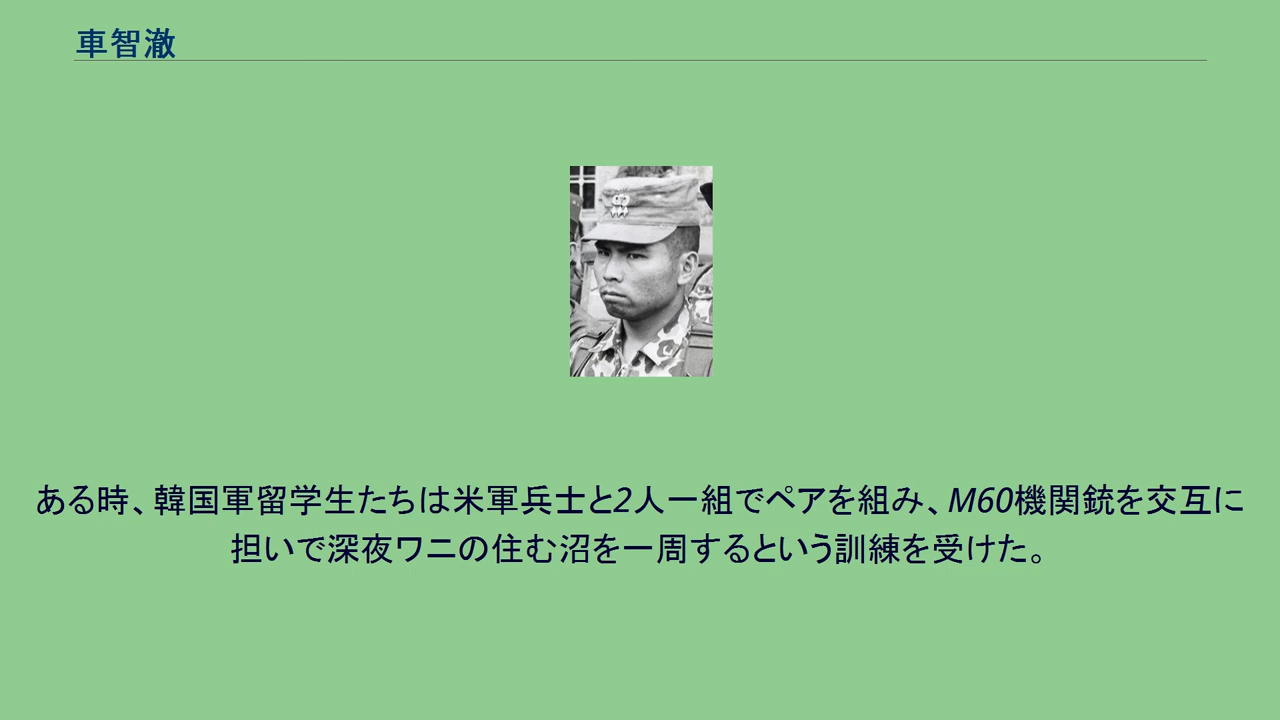 車智澈
ある時、韓国軍留学生たちは米軍兵士と2人一組でペアを組み、M60機関銃を交互に
担いで深夜ワニの住む沼を一周するという訓練を受けた。